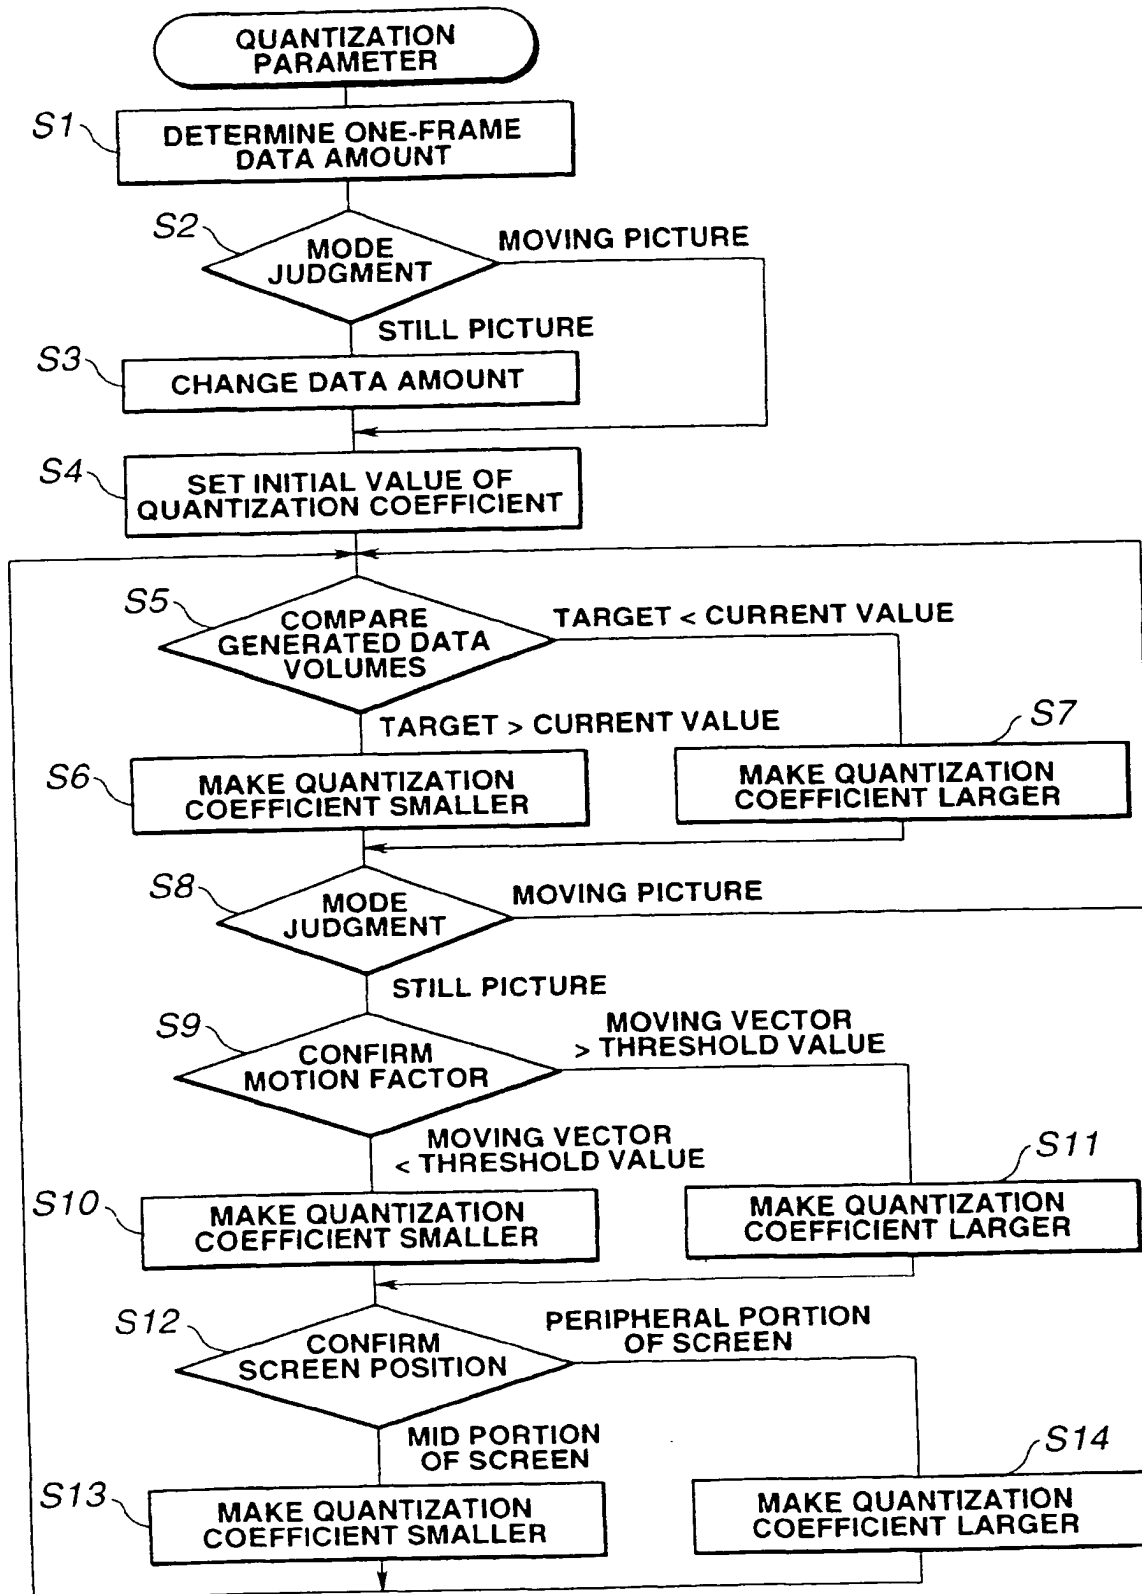 QUANTIZATION
PARAMETER
S1
DETERMINE ONE-FRAME
DATA AMOUNT
S2
MODE
JUDGMENT
MOVING PICTURE
STILL PICTURE
S3
CHANGE DATA AMOUNT
S4
SET INITIAL VALUE OF
QUANTIZATION COEFFICIENT
S5
COMPARE
GENERATED DATA
VOLUMES
TARGET < CURRENT VALUE
TARGET > CURRENT VALUE
S6
MAKE QUANTIZATION
COEFFICIENT SMALLER
S7
MAKE QUANTIZATION
COEFFICIENT LARGER
S8
MODE
JUDGMENT
MOVING PICTURE
STILL PICTURE
S9
CONFIRM
MOTION FACTOR
MOVING VECTOR
> THRESHOLD VALUE
MOVING VECTOR
< THRESHOLD VALUE
S10
MAKE QUANTIZATION
COEFFICIENT SMALLER
S11
MAKE QUANTIZATION
COEFFICIENT LARGER
S12
CONFIRM
SCREEN POSITION
PERIPHERAL PORTION
OF SCREEN
MID PORTION
OF SCREEN
S13
MAKE QUANTIZATION
COEFFICIENT SMALLER
S14
MAKE QUANTIZATION
COEFFICIENT LARGER